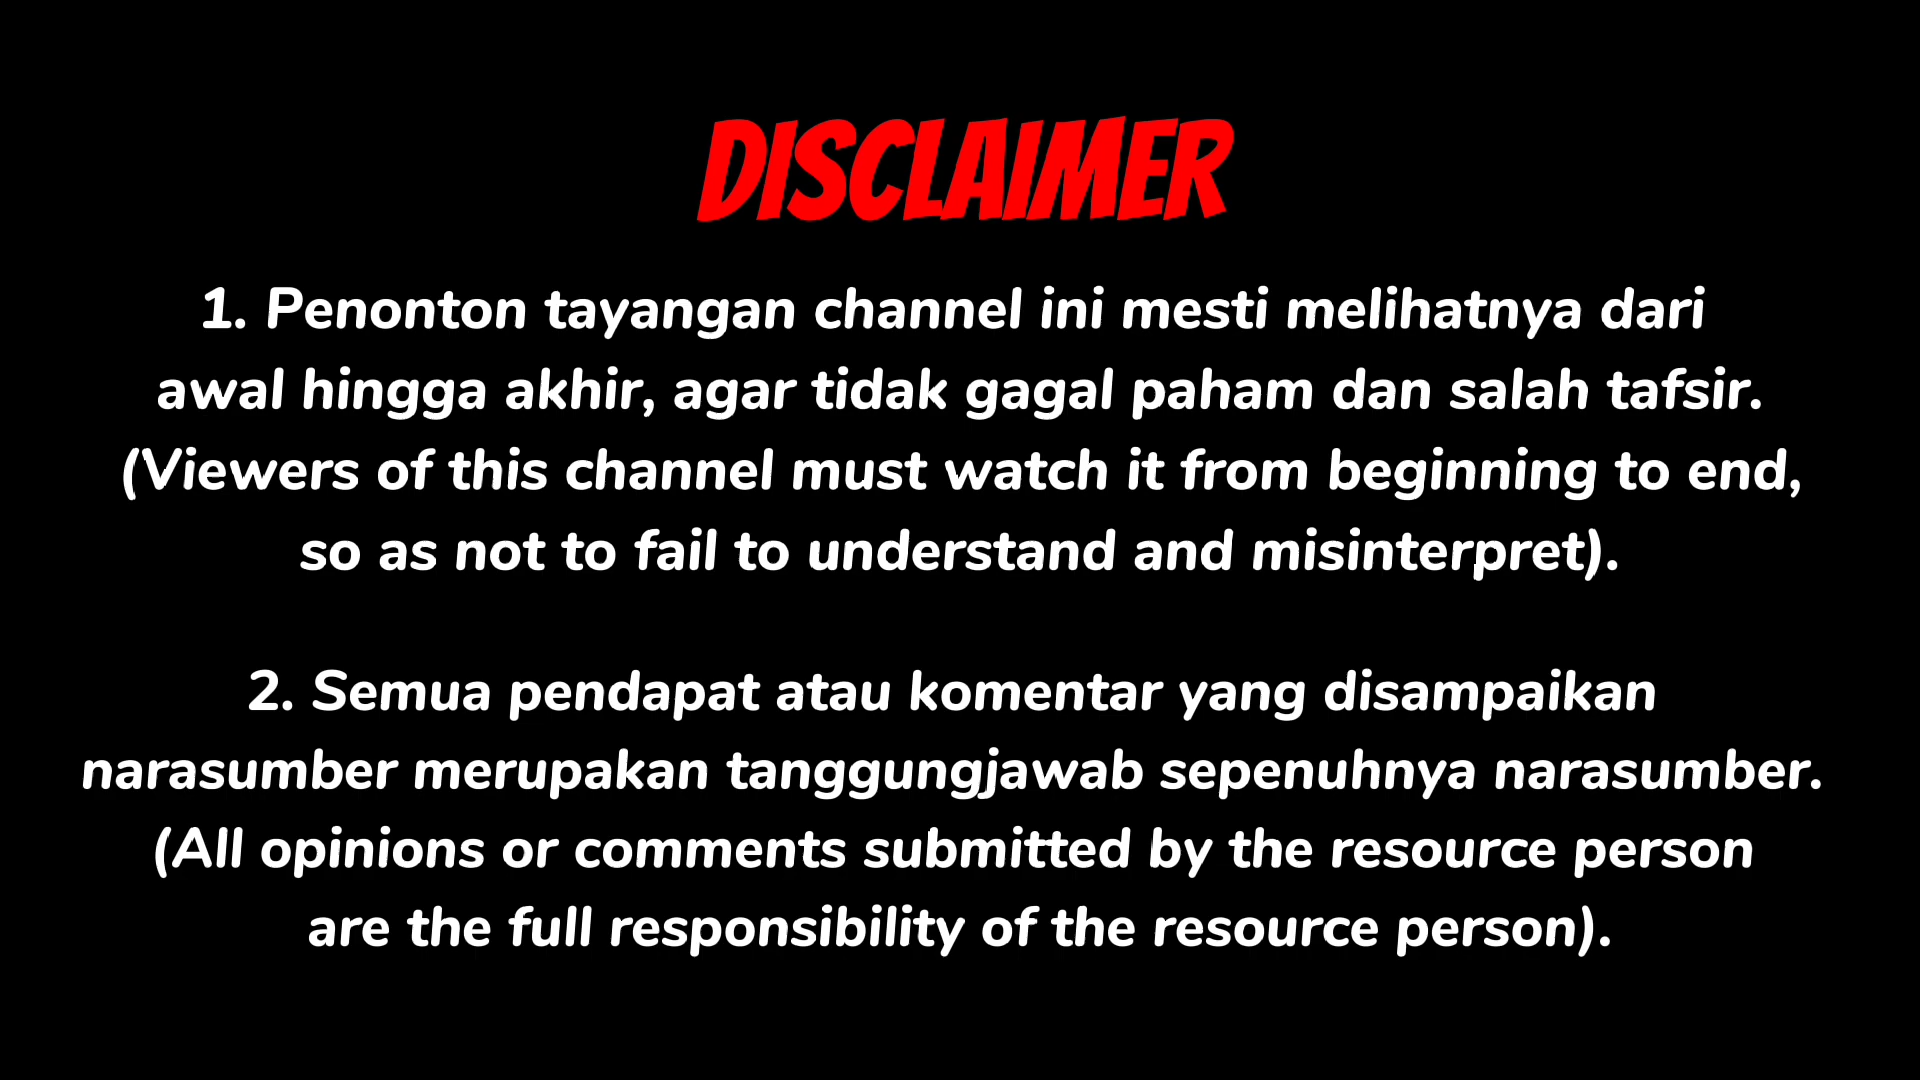 DISCLAIMER
1. Penonton tayangan channel ini mesti melihatnya dari
awal hingga akhir, agar tidak gagal paham dan salah tafsir.
(Viewers of this channel must watch it from beginning to end,
so as not to fail to understand and misinterpret).
2. Semua pendapat atau komentar yang disampaikan
narasumber merupakan tanggungjawab sepenuhnya narasumber.
(All opinions or comments submitted by the resource person
are the full responsibility of the resource person).